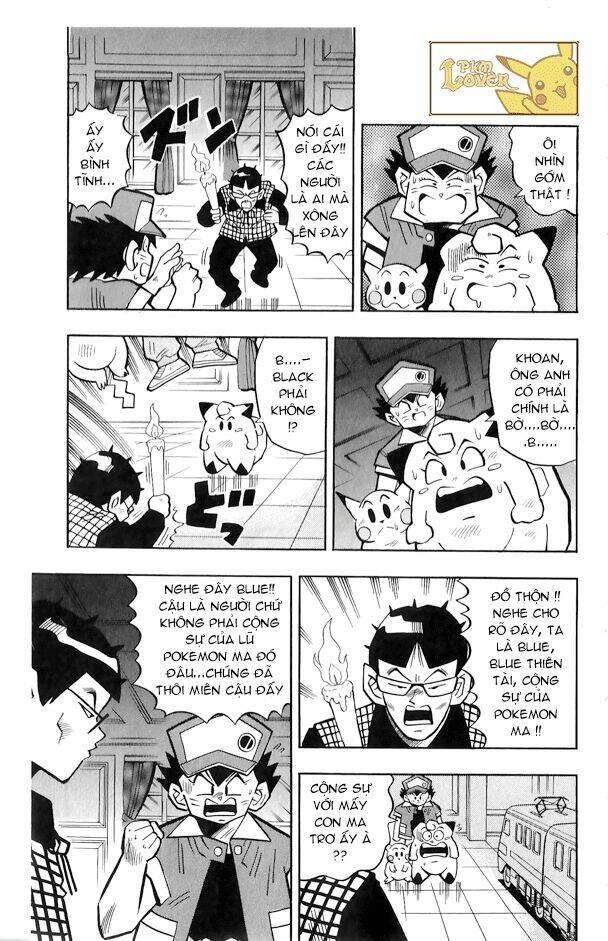 PKM
LOVER
Ô!
NHÌN
GỚM
THẬT !
NÓI CÁI
GÌ ĐẤY!!
CÁC
NGƯỜI
LÀ AI MÀ
XÔNG
LÊN ĐÂY
ẤY
ẤY
BÌNH
TĨNH...
ズン
KHOAN,
ÔNG ANH
CÓ PHẢI
CHÍNH LÀ
BỜ....BỜ....
.B.....
B....-
BLACK
PHẢI
KHÔNG
!?
ドどっ
ĐỒ THỘN !!
NGHE CHO
RÕ ĐÂY, TA
LÀ BLUE,
BLUE THIÊN
TÀI, CỘNG
SỰ CỦA
POKEMON
MA !!
NGHE ĐÂY BLUE!!
CẬU LÀ NGƯỜI CHỨ
KHÔNG PHẢI CỘNG
SỰ CỦA LŨ
POKEMON MA ĐÓ
ĐÂU...CHÚNG ĐÃ
THÔI MIÊN CẬU ĐẤY
CỘNG SỰ
VỚI MẤY
CON MA
TRƠ ẤY À
??